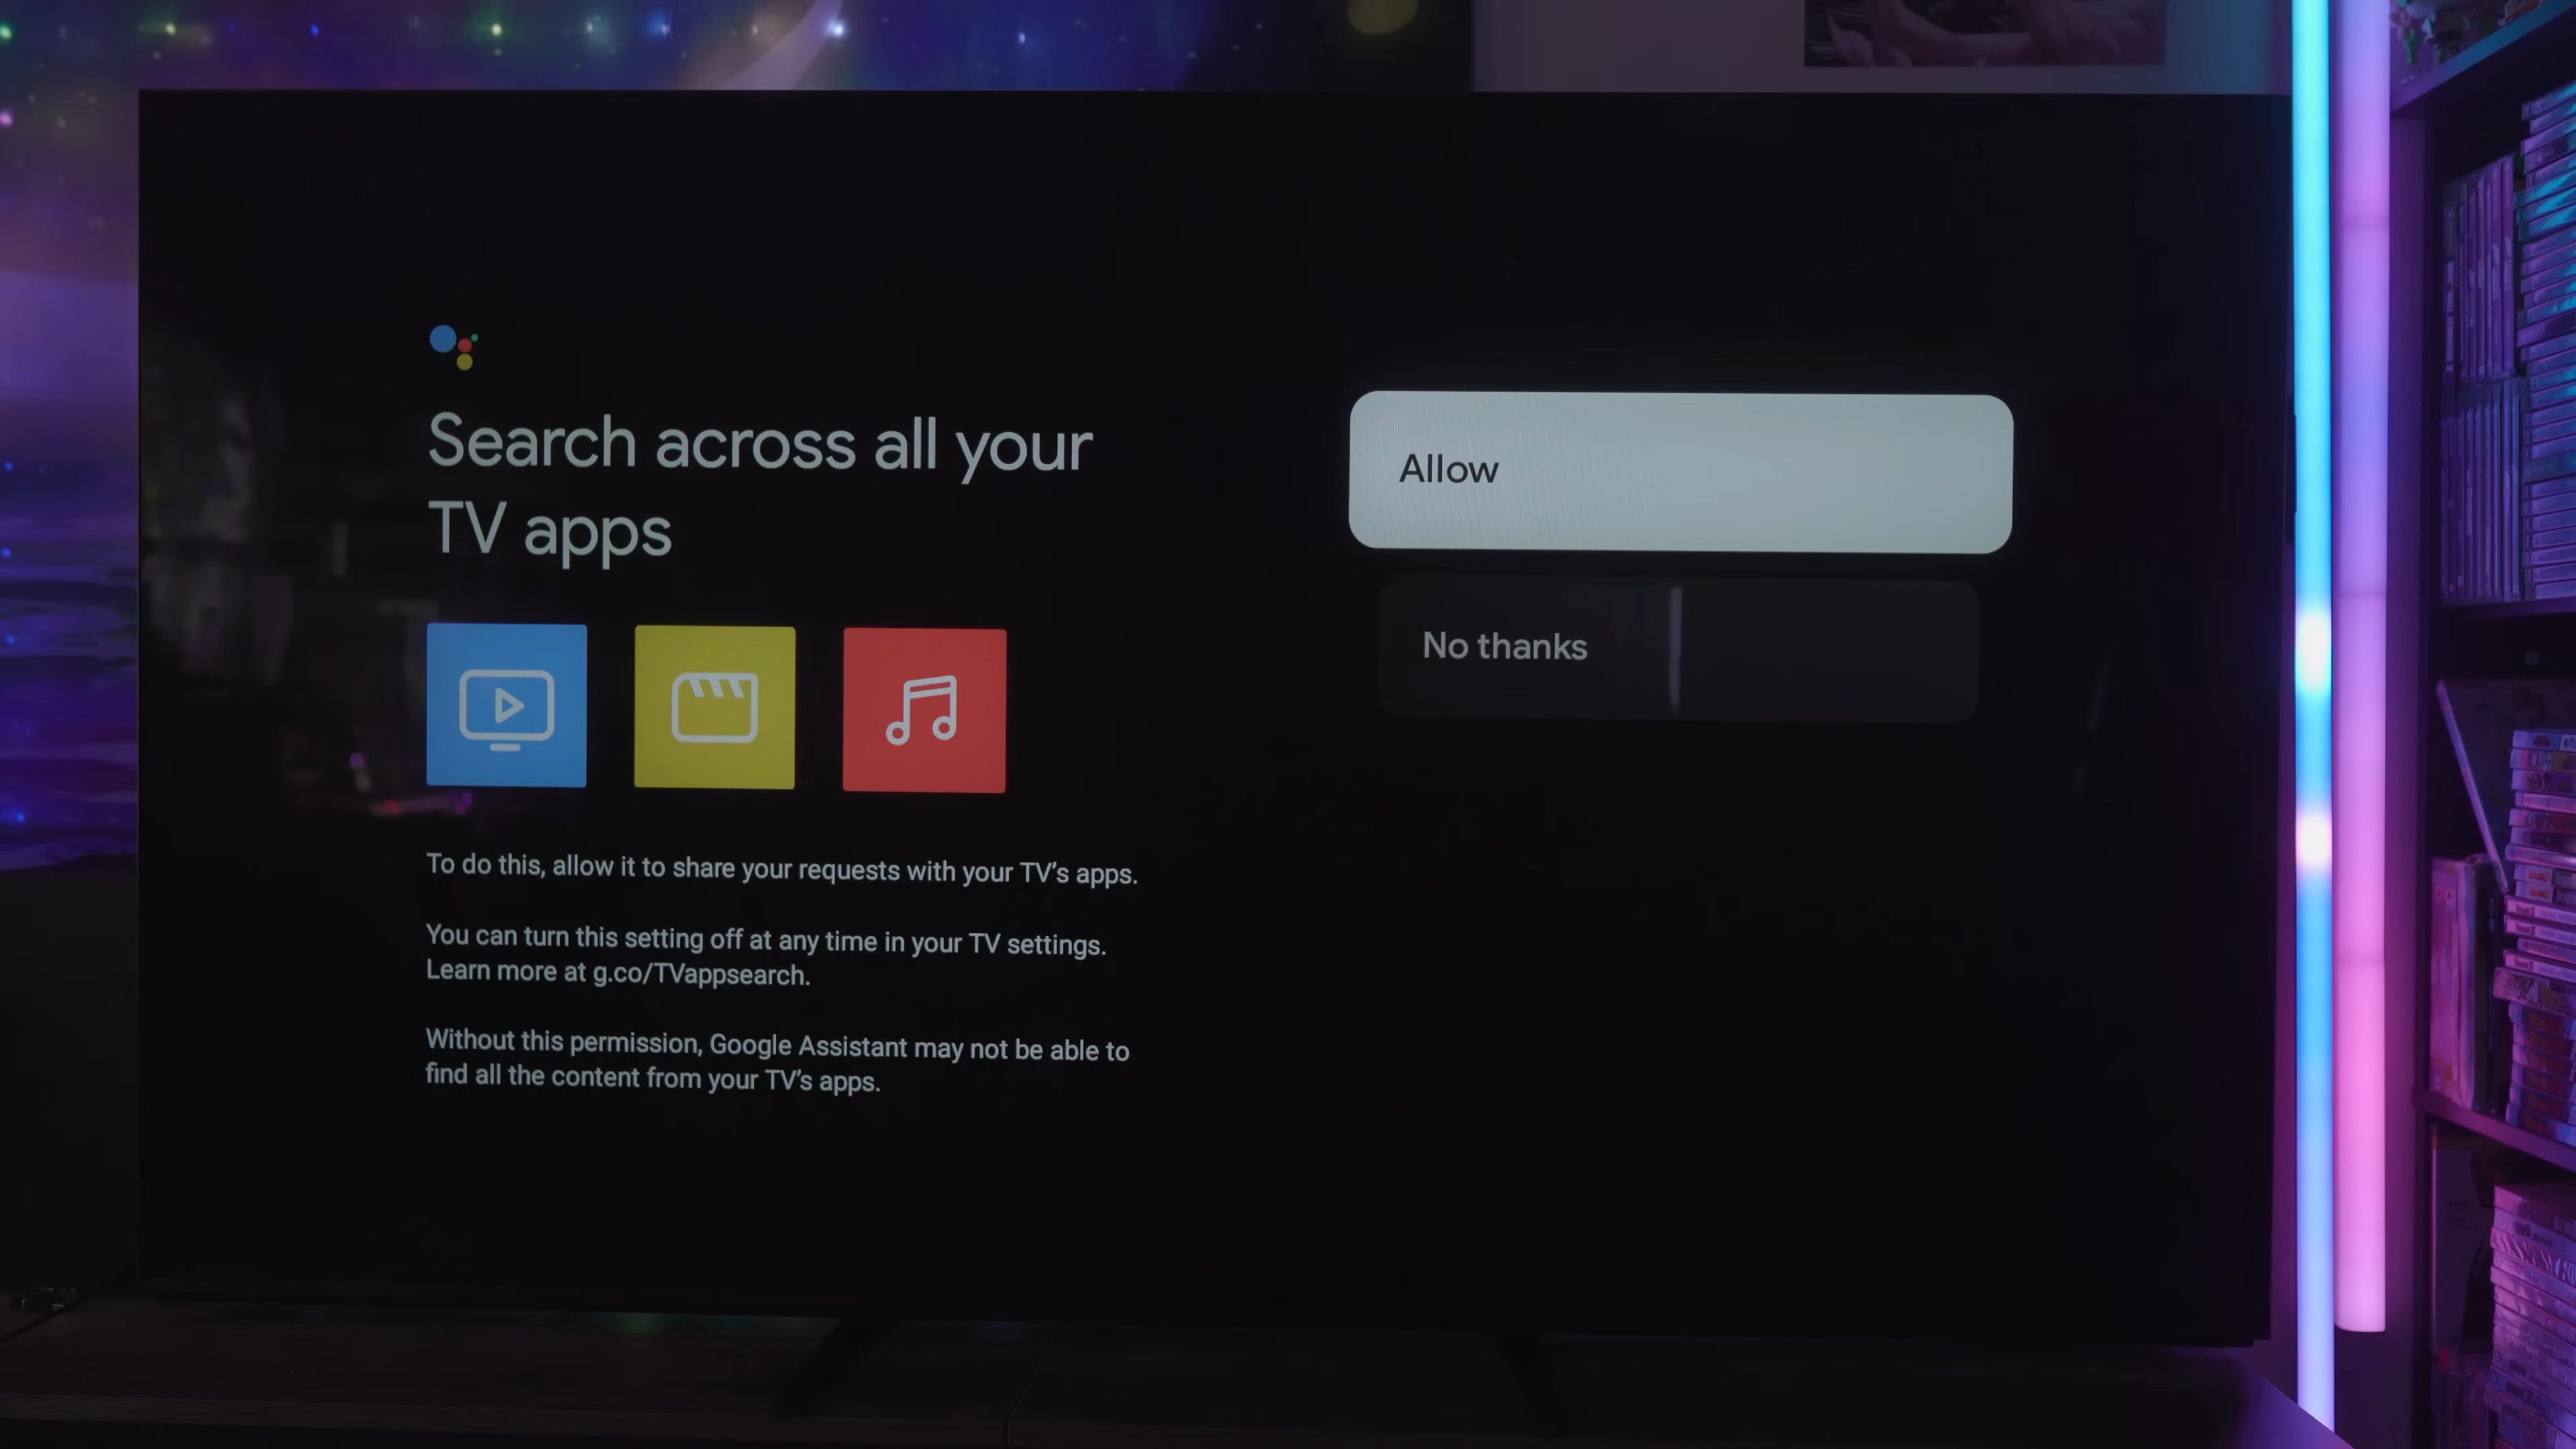 Search across all your
TV apps
Allow
No thanks
To do this, allow it to share your requests with your TV's apps.
You can turn this setting off at any time in your TV settings.
Learn more at g.co/TVappsearch.
Without this permission, Google Assistant may not be able to
find all the content from your TV's apps.